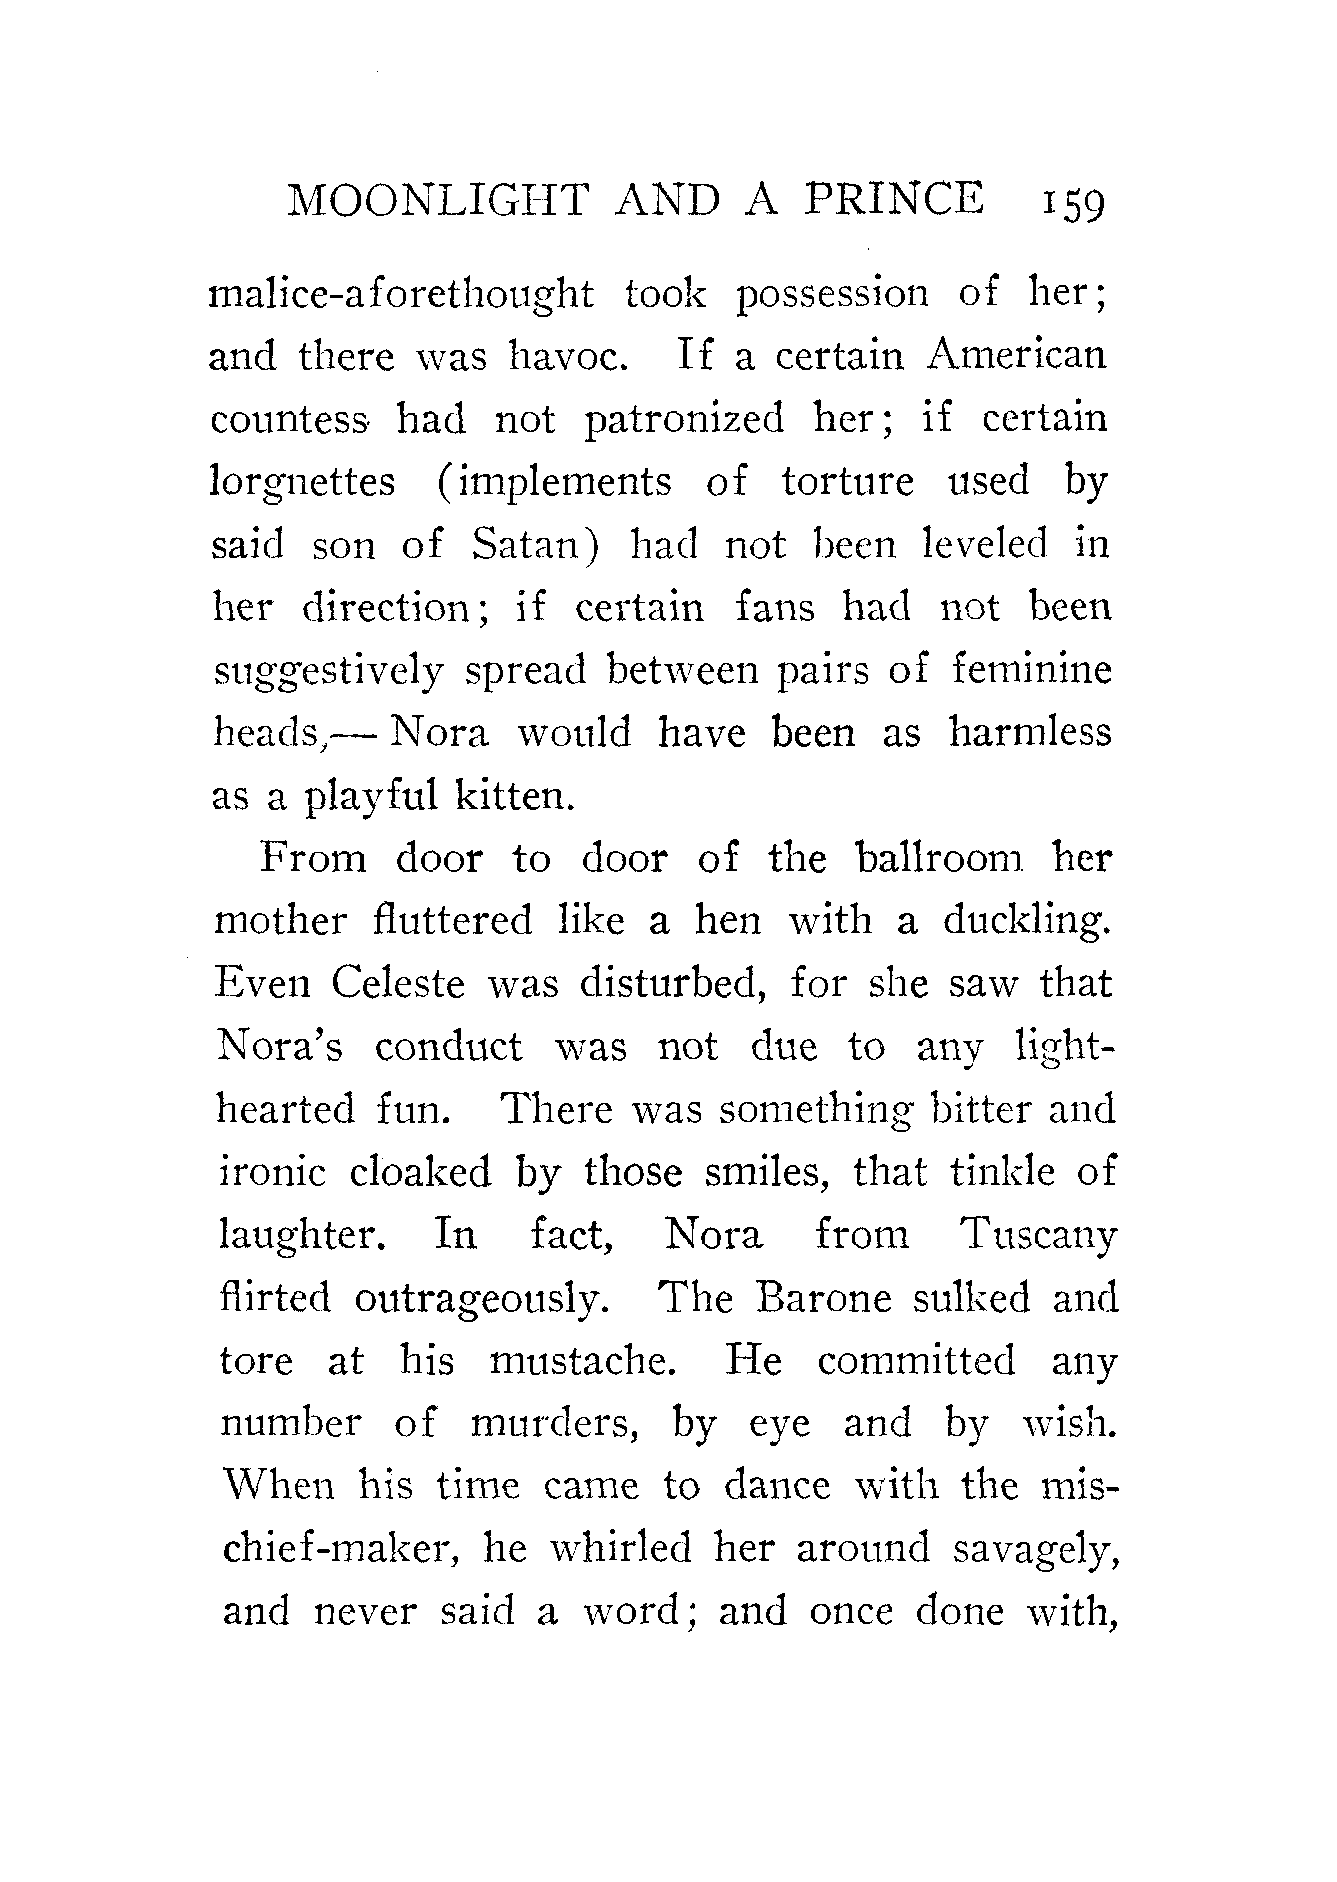 MOONLIGHT AND A PRINCE 159
malice-aforethought took possession of her;
and there was havoc. If a certain American
countess had not patronized her; if certain
lorgnettes (implements of torture used by
said son of Satan) had not been leveled in
her direction; if certain fans had not been
suggestively spread between pairs of feminine
heads,— Nora would have been as harmless
as a playful kitten.
From door to door of the ballroom her
mother fluttered like a hen with a duckling.
Even Celeste was disturbed, for she saw that
Nora's conduct was not due to any light-
hearted fun. There was something bitter and
ironic cloaked by those smiles, that tinkle of
laughter. In fact, Nora from Tuscany
flirted outrageously. The Barone sulked and
tore at his mustache. He committed any
number of murders, by eye and by wish.
When his time came to dance with the mis-
chief-maker, he whirled her around savagely,
and never said a word; and once done with,